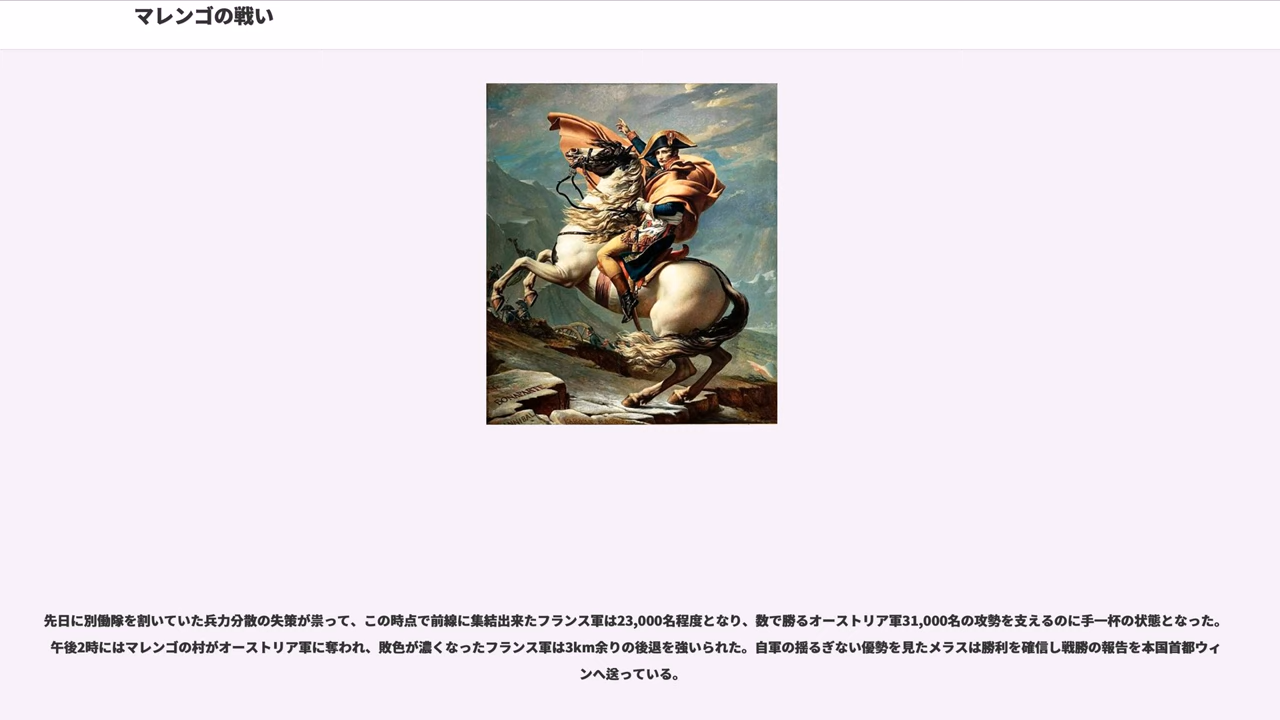 マレンゴの戦い
BONAPARTE
先日に別働隊を割いていた兵力分散の失策が祟って、この時点で前線に集結出来たフランス軍は23,000名程度となり、数で勝るオーストリア軍31,000名の攻勢を支えるのに手一杯の状態となった。
午後2時にはマレンゴの村がオーストリア軍に奪われ、敗色が濃くなったフランス軍は3km余りの後退を強いられた。自軍の揺るぎない優勢を見たメラスは勝利を確信し戦勝の報告を本国首都ウィ
ンへ送っている。